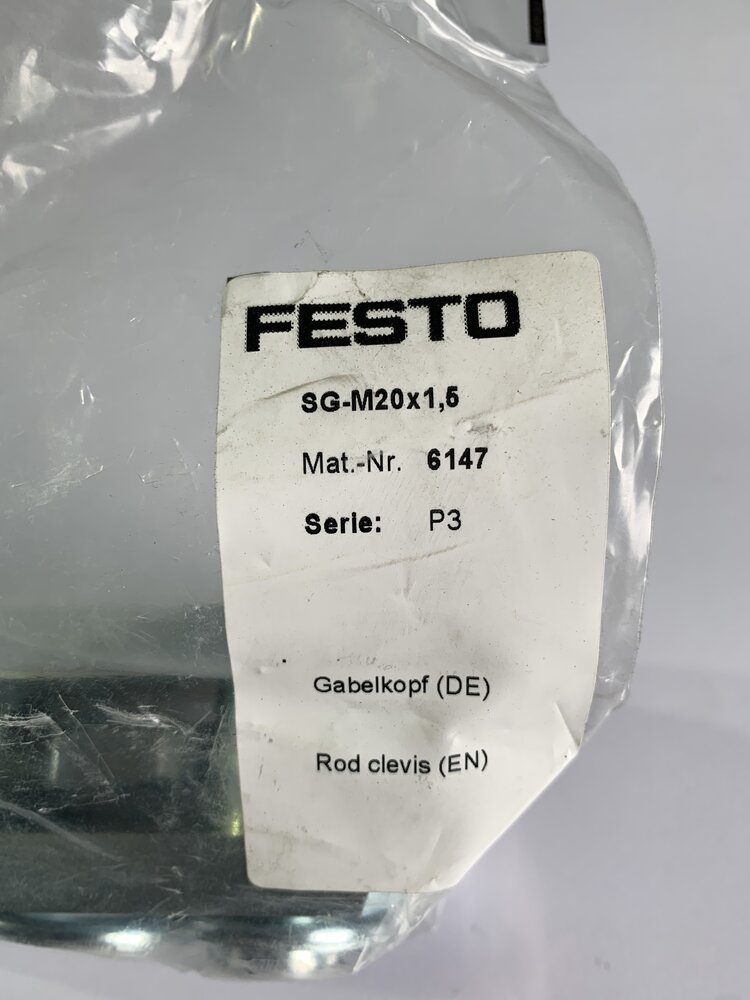 FESTO
SG-M20x1,5
Mat.-Nr. 6147
Serie: P3
Gabelkopf (DE)
Rod clevis (EN)